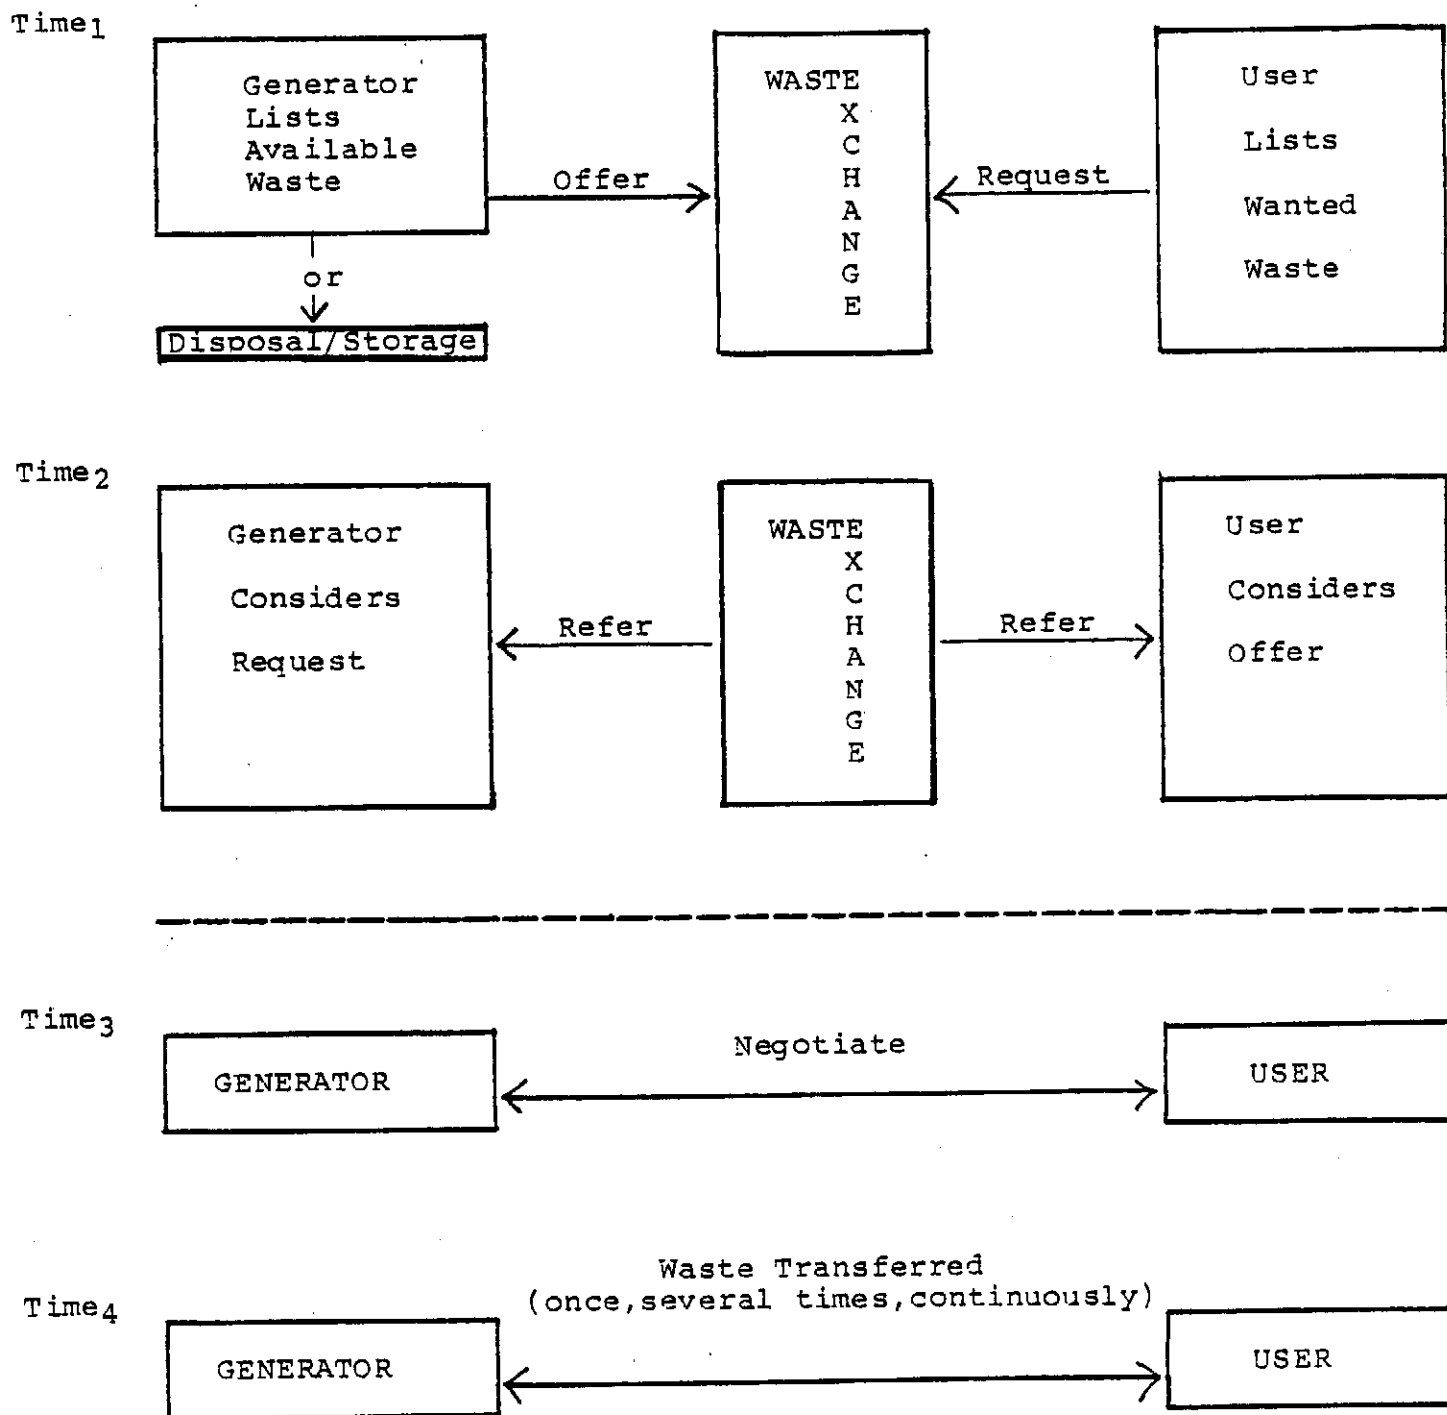 Time1
Generator
Lists
Available
Waste
or
Disposal/Storage
Offer
WASTE
X
C
H
A
N
G
E
Request
User
Lists
Wanted
Waste
Time2
Generator
Considers
Request
Refer
WASTE
X
C
H
A
N
G
E
Refer
User
Considers
Offer
Time3
GENERATOR
Negotiate
USER
Time4
GENERATOR
Waste Transferred
(once,several times,continuously)
USER